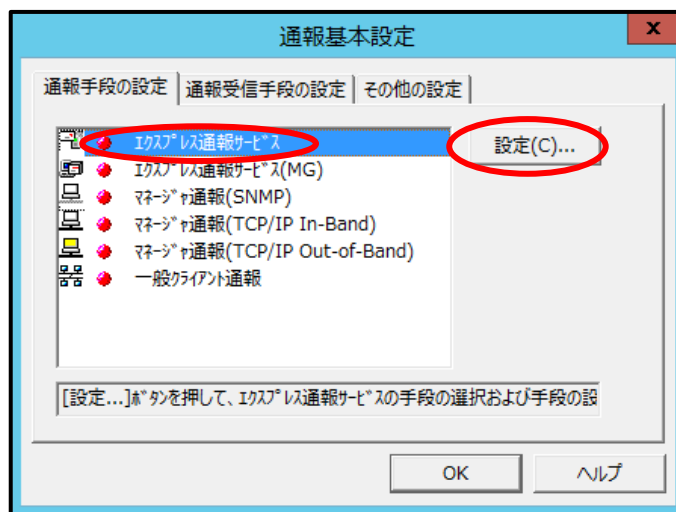 通報基本設定
x
通報手段の設定 通報受信手段の設定 その他の設定
ｴｸｽﾌﾟﾚｽ通報ｻｰﾋﾞｽ 設定(C)...
ｴｸｽﾌﾟﾚｽ通報ｻｰﾋﾞｽ(MG)
ﾏﾈｰｼﾞｬ通報(SNMP)
ﾏﾈｰｼﾞｬ通報(TCP/IP In-Band)
ﾏﾈｰｼﾞｬ通報(TCP/IP Out-of-Band)
一般ｸﾗｲｱﾝﾄ通報
[設定...]ﾎﾞﾀﾝを押して、ｴｸｽﾌﾟﾚｽ通報ｻｰﾋﾞｽの手段の選択および手段の設
OK ヘルプ